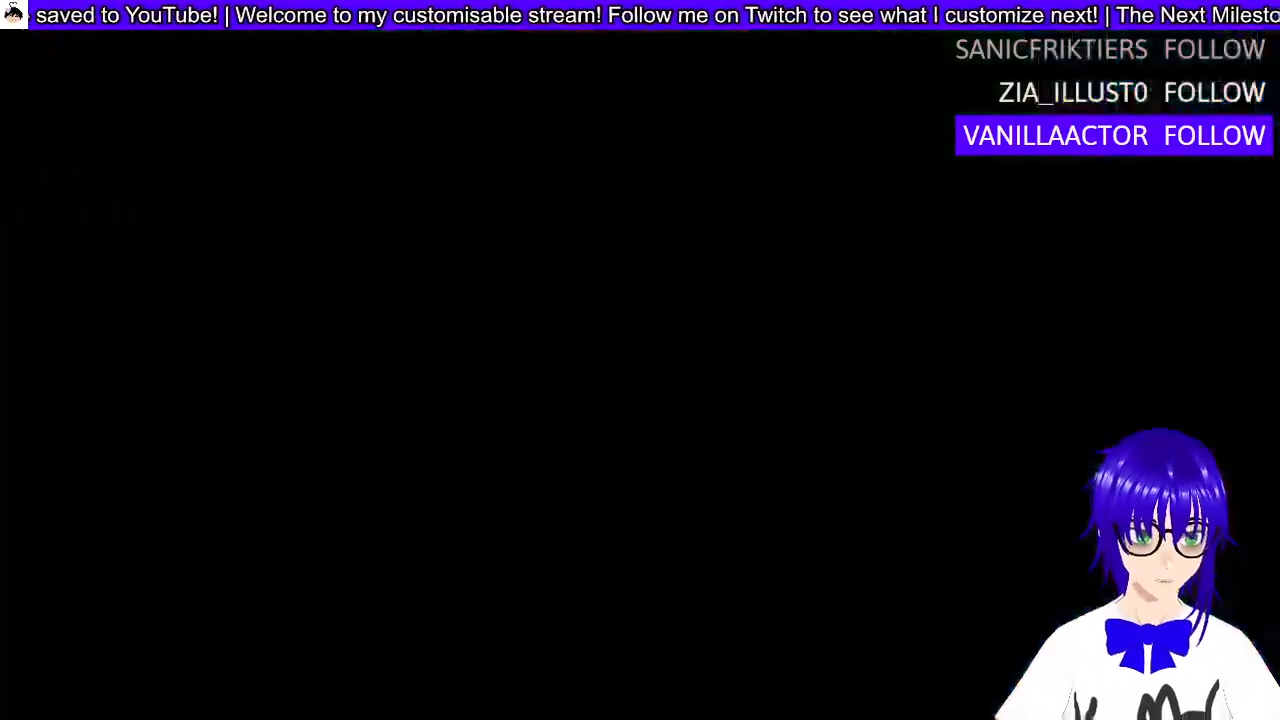 saved to YouTube! | Welcome to my customisable stream! Follow me on Twitch to see what I customize next! | The Next Milesto
SANICFRIKTIERS FOLLOW
ZIA_ILLUST0 FOLLOW
VANILLAACTOR FOLLOW